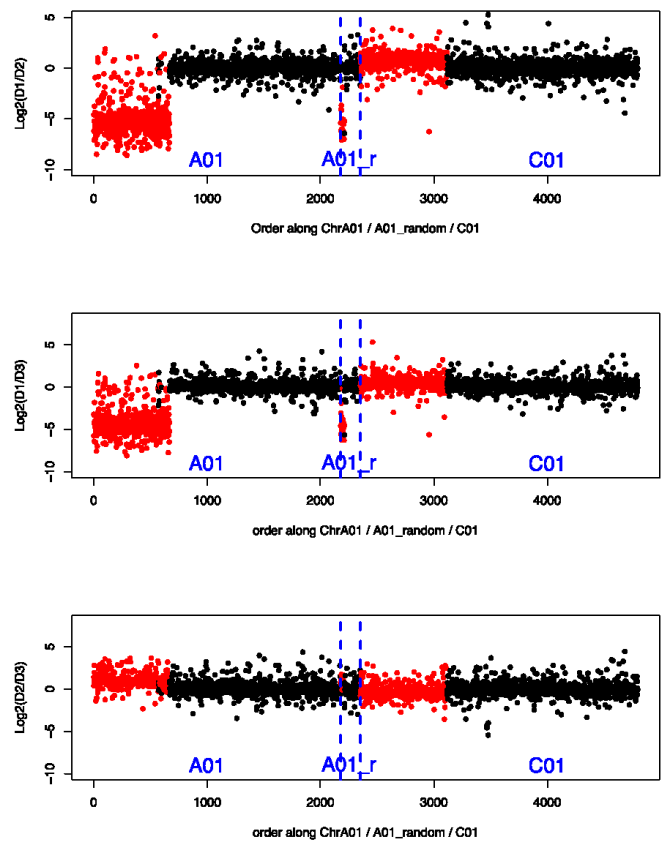 5
0
−5
−10
Log2(D1/D2)
A01 A01_r C01
0 1000 2000 3000 4000
Order along ChrA01 / A01_random / C01
5
0
−5
−10
Log2(D1/D3)
A01 A01_r C01
0 1000 2000 3000 4000
order along ChrA01 / A01_random / C01
5
0
−5
−10
Log2(D2/D3)
A01 A01_r C01
0 1000 2000 3000 4000
order along ChrA01 / A01_random / C01